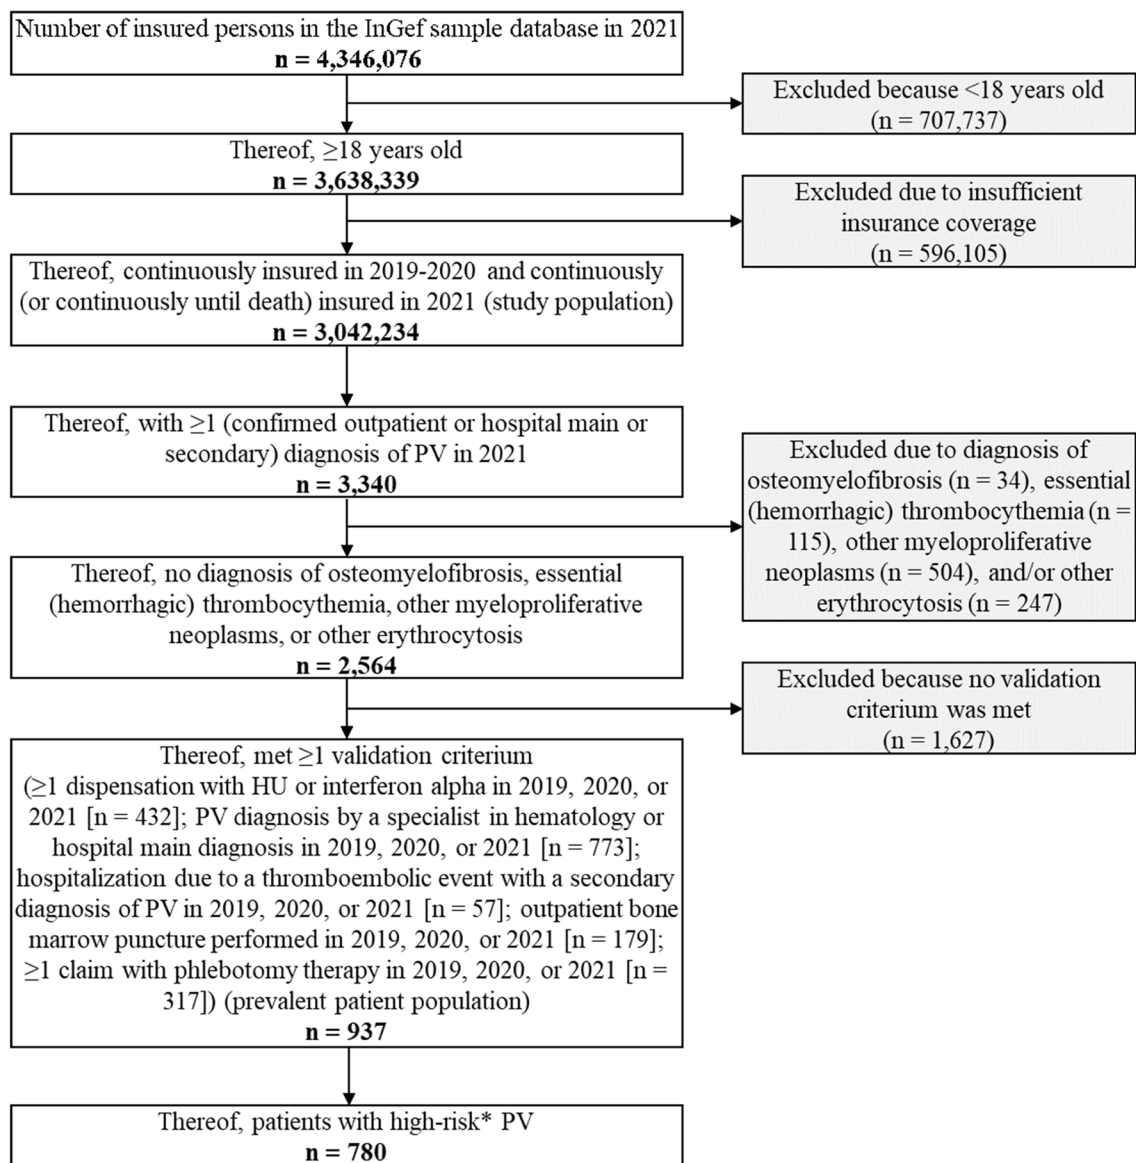 Number of insured persons in the InGef sample database in 2021
n = 4,346,076
Excluded because <18 years old
(n = 707,737)
Thereof, ≥18 years old
n = 3,638,339
Excluded due to insufficient
insurance coverage
(n = 596,105)
Thereof, continuously insured in 2019-2020 and continuously
(or continuously until death) insured in 2021 (study population)
n = 3,042,234
Thereof, with ≥1 (confirmed outpatient or hospital main or
secondary) diagnosis of PV in 2021
n = 3,340
Excluded due to diagnosis of
osteomyelofibrosis (n = 34), essential
(hemorrhagic) thrombocythemia (n =
115), other myeloproliferative
neoplasms (n = 504), and/or other
erythrocytosis (n = 247)
Thereof, no diagnosis of osteomyelofibrosis, essential
(hemorrhagic) thrombocythemia, other myeloproliferative
neoplasms, or other erythrocytosis
n = 2,564
Excluded because no validation
criterium was met
(n = 1,627)
Thereof, met ≥1 validation criterium
(≥1 dispensation with HU or interferon alpha in 2019, 2020, or
2021 [n = 432]; PV diagnosis by a specialist in hematology or
hospital main diagnosis in 2019, 2020, or 2021 [n = 773];
hospitalization due to a thromboembolic event with a secondary
diagnosis of PV in 2019, 2020, or 2021 [n = 57]; outpatient bone
marrow puncture performed in 2019, 2020, or 2021 [n = 179];
≥1 claim with phlebotomy therapy in 2019, 2020, or 2021 [n =
317]) (prevalent patient population)
n = 937
Thereof, patients with high-risk* PV
n = 780